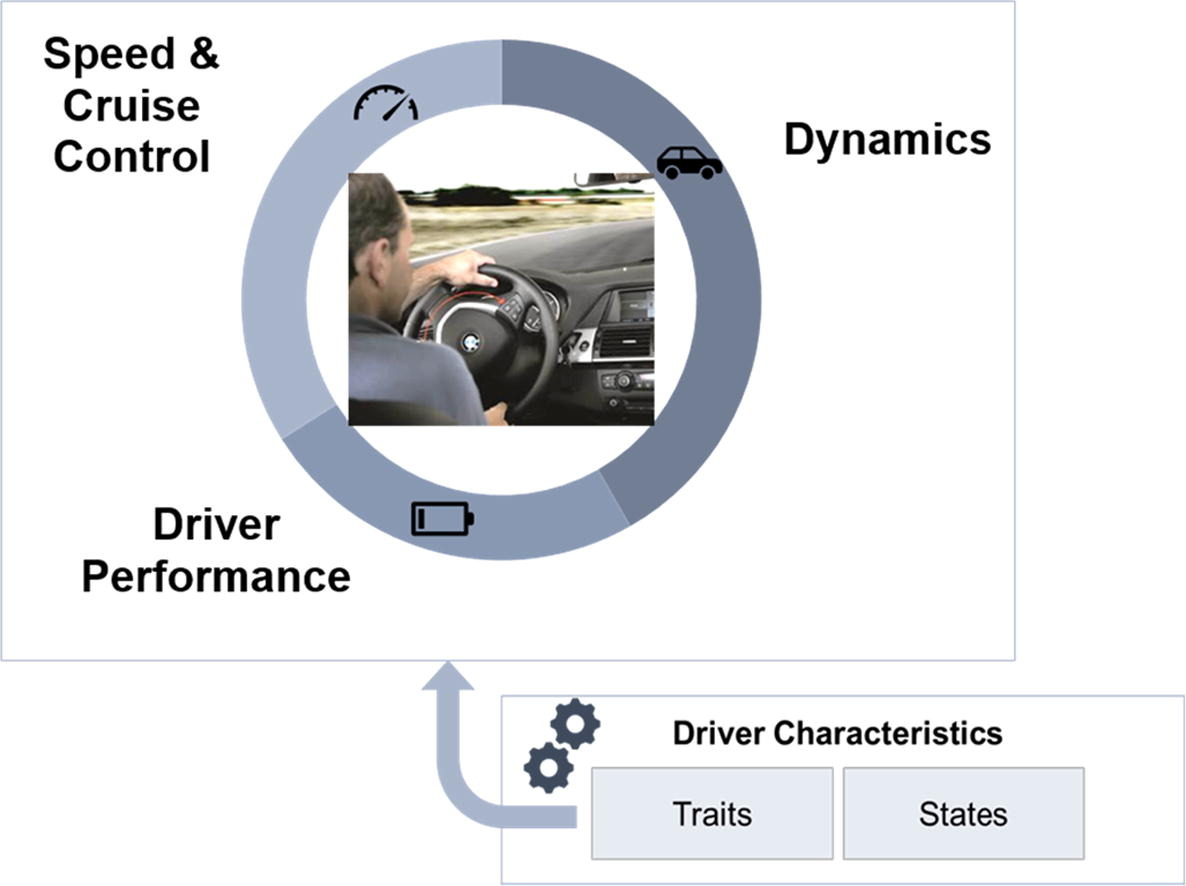 Speed &
Cruise
Control
Dynamics
Driver
Performance
Driver Characteristics
Traits
States